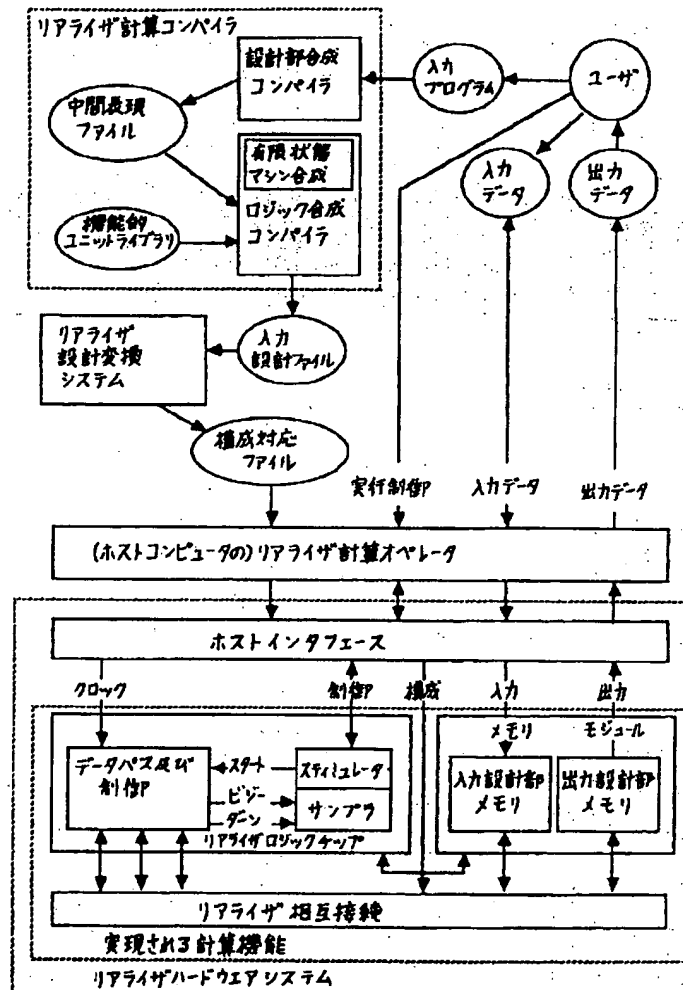 リアライザ計算コンパイラ
設計部合成
コンパイラ
入力
プログラム
ユーザ
中間表現
ファイル
有限状態
マシン合成
ロジック合成
コンパイラ
機能的
ユニットライブラリ
入力
データ
出力
データ
リアライザ
設計変換
システム
入力
設計ファイル
構成対応
ファイル
実行制御
入力データ
出力データ
(ホストコンピュータの)リアライザ計算オペレータ
ホストインタフェース
クロック
制御
構成
入力
出力
メモリ
モジュール
データパス及び
制御
スタート
ビジー
ダーン
スティミュレータ
サンプラ
リアライザロジックチップ
入力設計部
メモリ
出力設計部
メモリ
リアライザ相互接続
実現される計算機能
リアライザハードウエアシステム